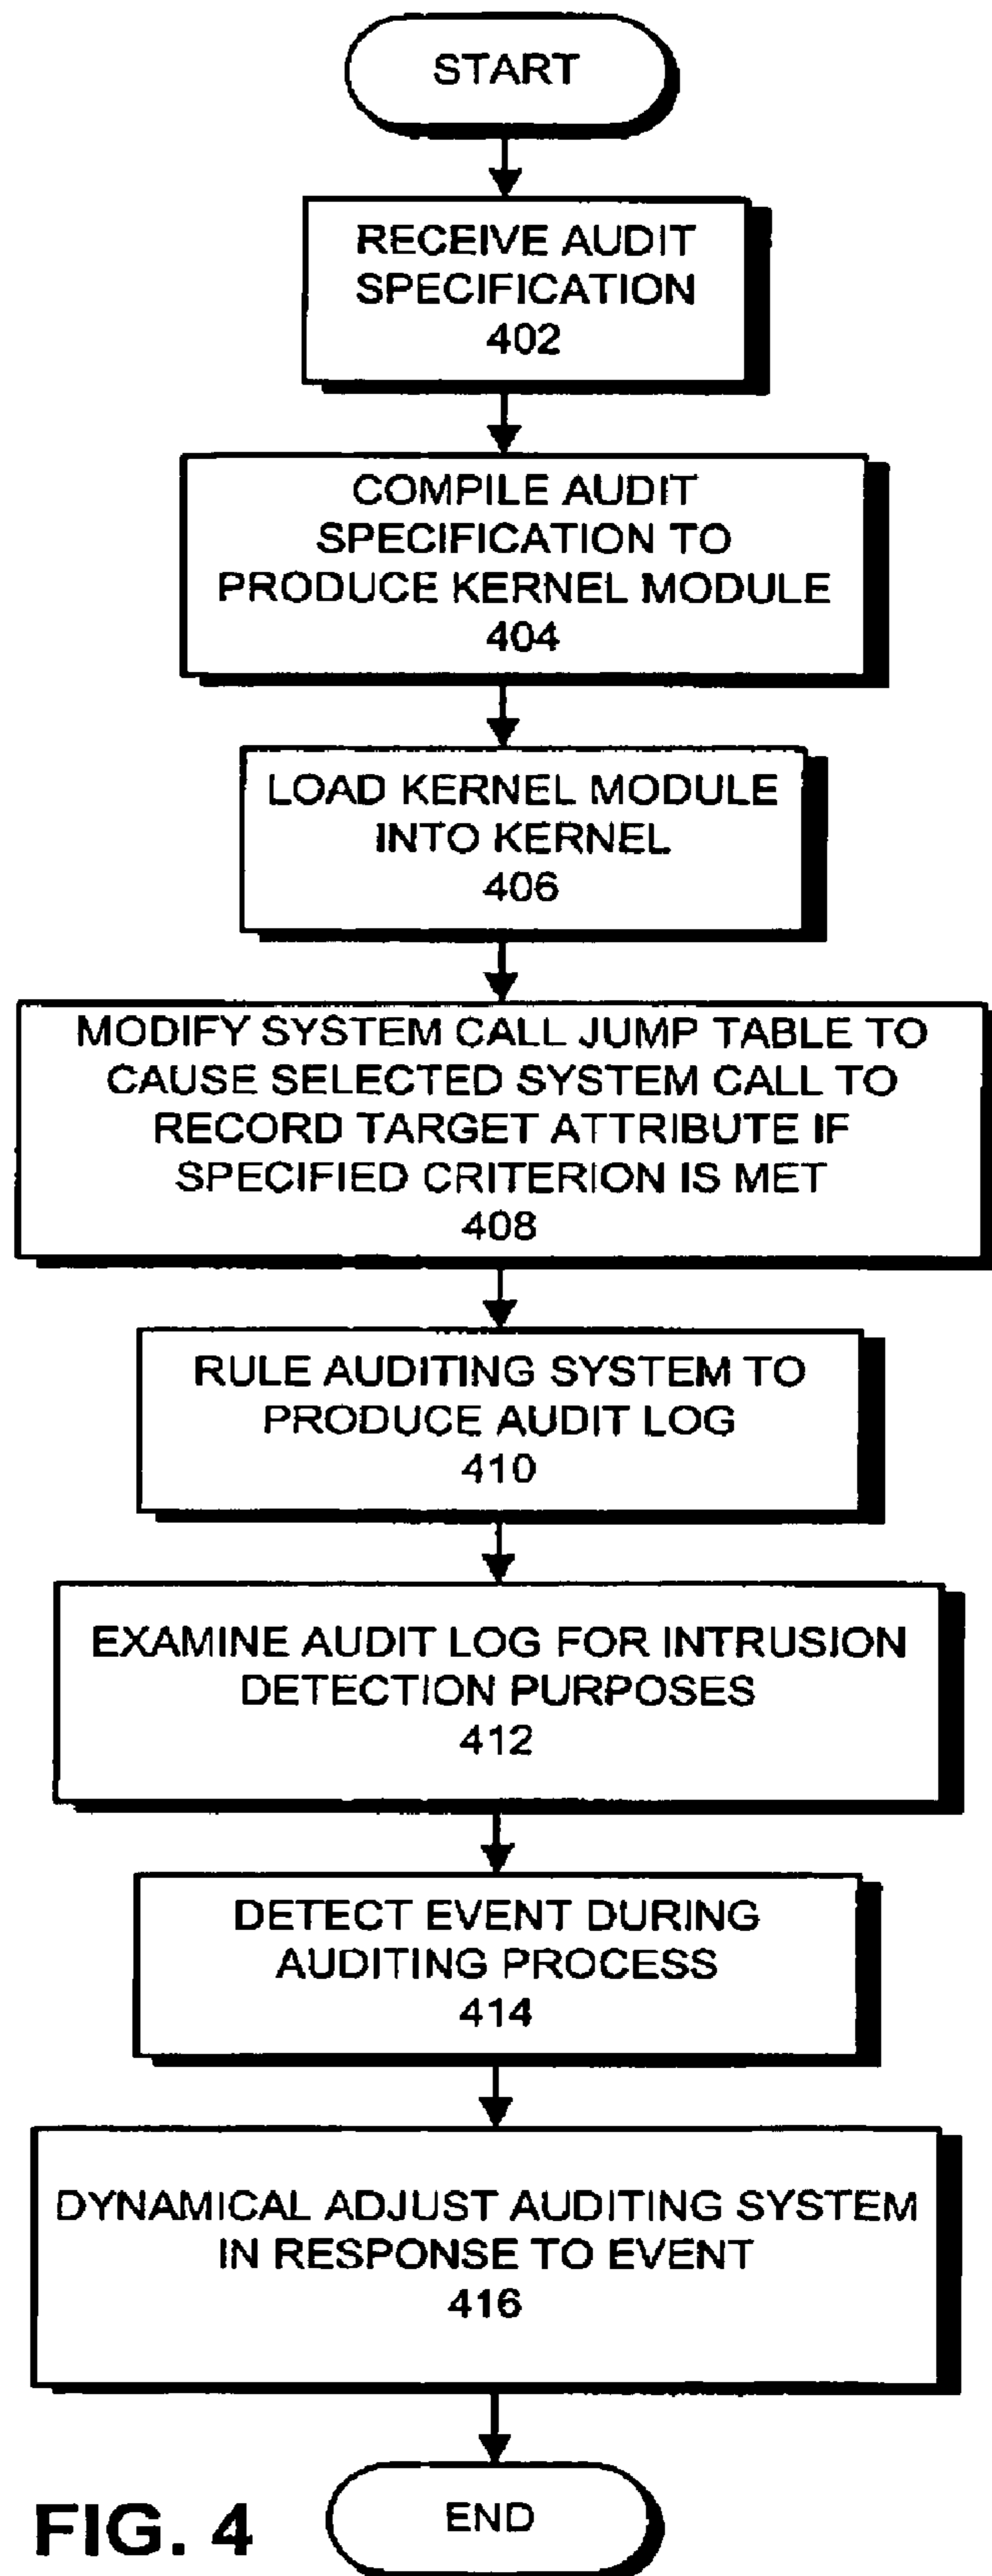 START
RECEIVE AUDIT
SPECIFICATION
402
COMPILE AUDIT
SPECIFICATION TO
PRODUCE KERNEL MODULE
404
LOAD KERNEL MODULE
INTO KERNEL
406
MODIFY SYSTEM CALL JUMP TABLE TO
CAUSE SELECTED SYSTEM CALL TO
RECORD TARGET ATTRIBUTE IF
SPECIFIED CRITERION IS MET
408
RULE AUDITING SYSTEM TO
PRODUCE AUDIT LOG
410
EXAMINE AUDIT LOG FOR INTRUSION
DETECTION PURPOSES
412
DETECT EVENT DURING
AUDITING PROCESS
414
DYNAMICAL ADJUST AUDITING SYSTEM
IN RESPONSE TO EVENT
416
END
FIG. 4